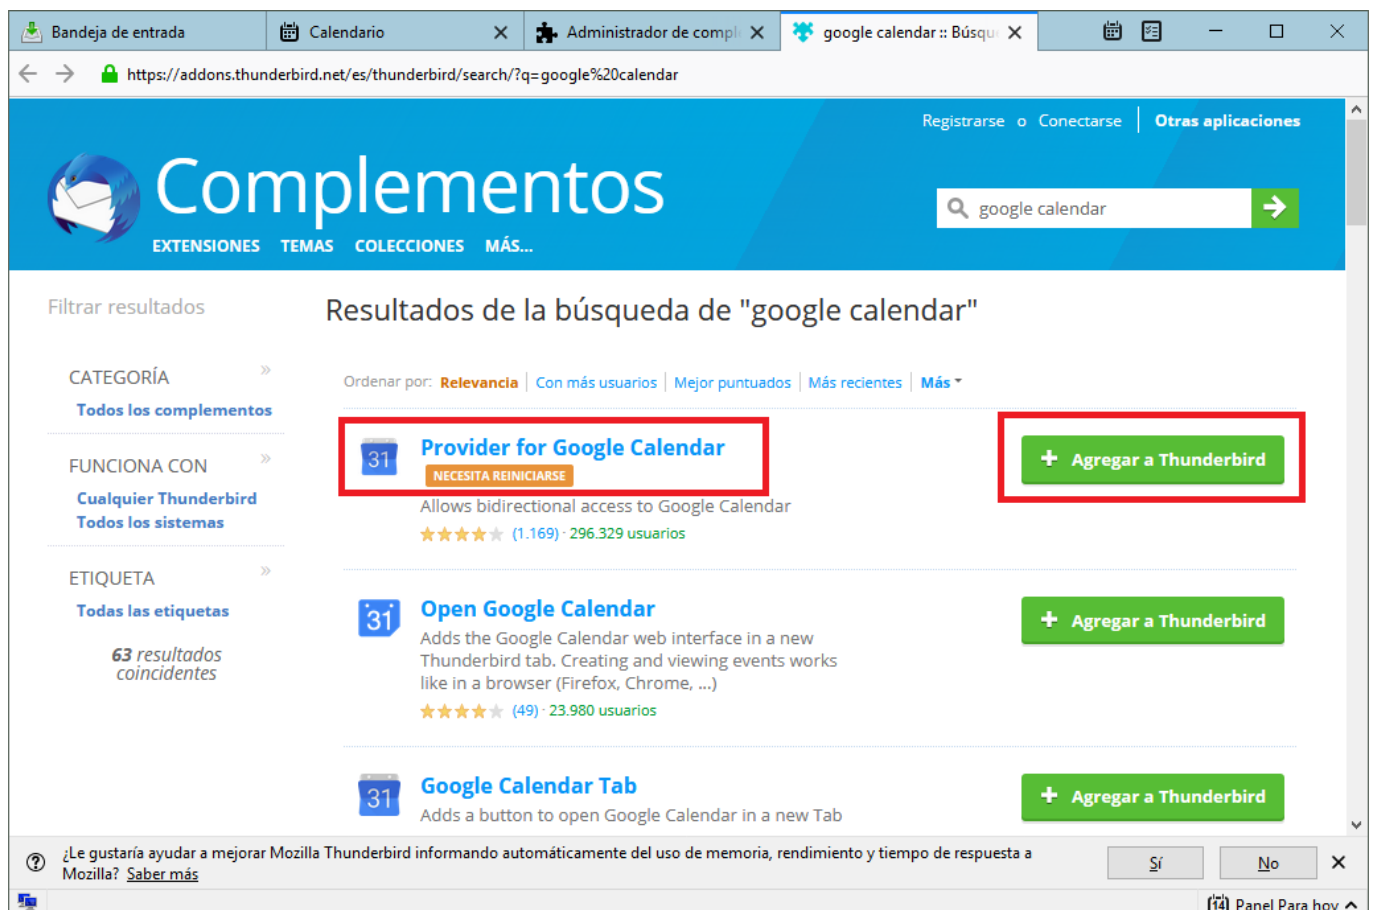 Bandeja de entrada
Calendario
Administrador de compl
google calendar :: Búsqu
https://addons.thunderbird.net/es/thunderbird/search/?q=google%20calendar
Registrarse o Conectarse
Otras aplicaciones
Complementos
google calendar
EXTENSIONES TEMAS COLECCIONES MÁS...
Filtrar resultados
Resultados de la búsqueda de "google calendar"
CATEGORÍA »
Todos los complementos
FUNCIONA CON »
Cualquier Thunderbird
Todos los sistemas
ETIQUETA »
Todas las etiquetas
63 resultados
coincidentes
Ordenar por: Relevancia Con más usuarios Mejor puntuados Más recientes Más
31
Provider for Google Calendar
NECESITA REINICIARSE
Allows bidirectional access to Google Calendar
(1.169) · 296.329 usuarios
+ Agregar a Thunderbird
31
Open Google Calendar
Adds the Google Calendar web interface in a new
Thunderbird tab. Creating and viewing events works
like in a browser (Firefox, Chrome, ...)
(49) · 23.980 usuarios
+ Agregar a Thunderbird
31
Google Calendar Tab
Adds a button to open Google Calendar in a new Tab
+ Agregar a Thunderbird
¿Le gustaría ayudar a mejorar Mozilla Thunderbird informando automáticamente del uso de memoria, rendimiento y tiempo de respuesta a
Mozilla? Saber más
Sí
No
14 Panel Para hoy